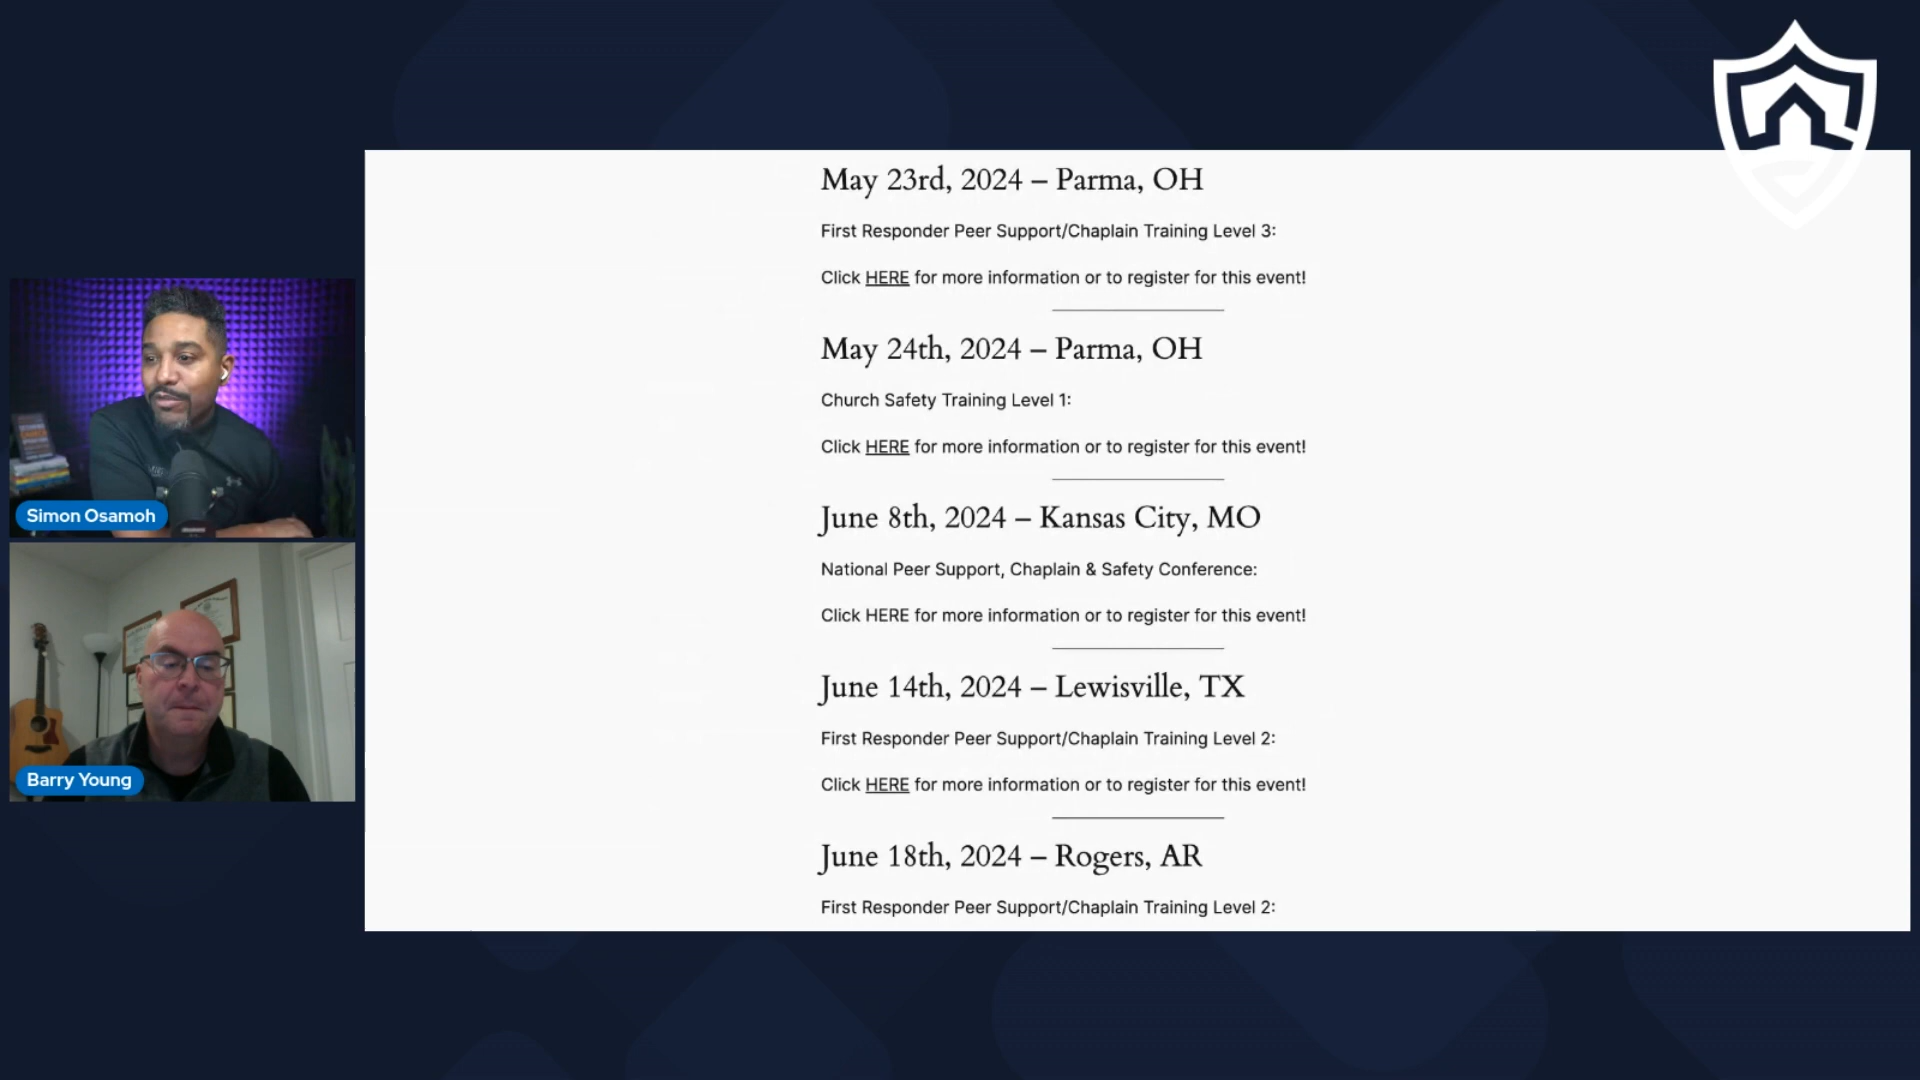 May 23rd, 2024 – Parma, OH
First Responder Peer Support/Chaplain Training Level 3:
Click HERE for more information or to register for this event!
May 24th, 2024 – Parma, OH
Church Safety Training Level 1:
Click HERE for more information or to register for this event!
June 8th, 2024 – Kansas City, MO
National Peer Support, Chaplain & Safety Conference:
Click HERE for more information or to register for this event!
June 14th, 2024 – Lewisville, TX
First Responder Peer Support/Chaplain Training Level 2:
Click HERE for more information or to register for this event!
June 18th, 2024 – Rogers, AR
First Responder Peer Support/Chaplain Training Level 2:
Simon Osamoh
Barry Young